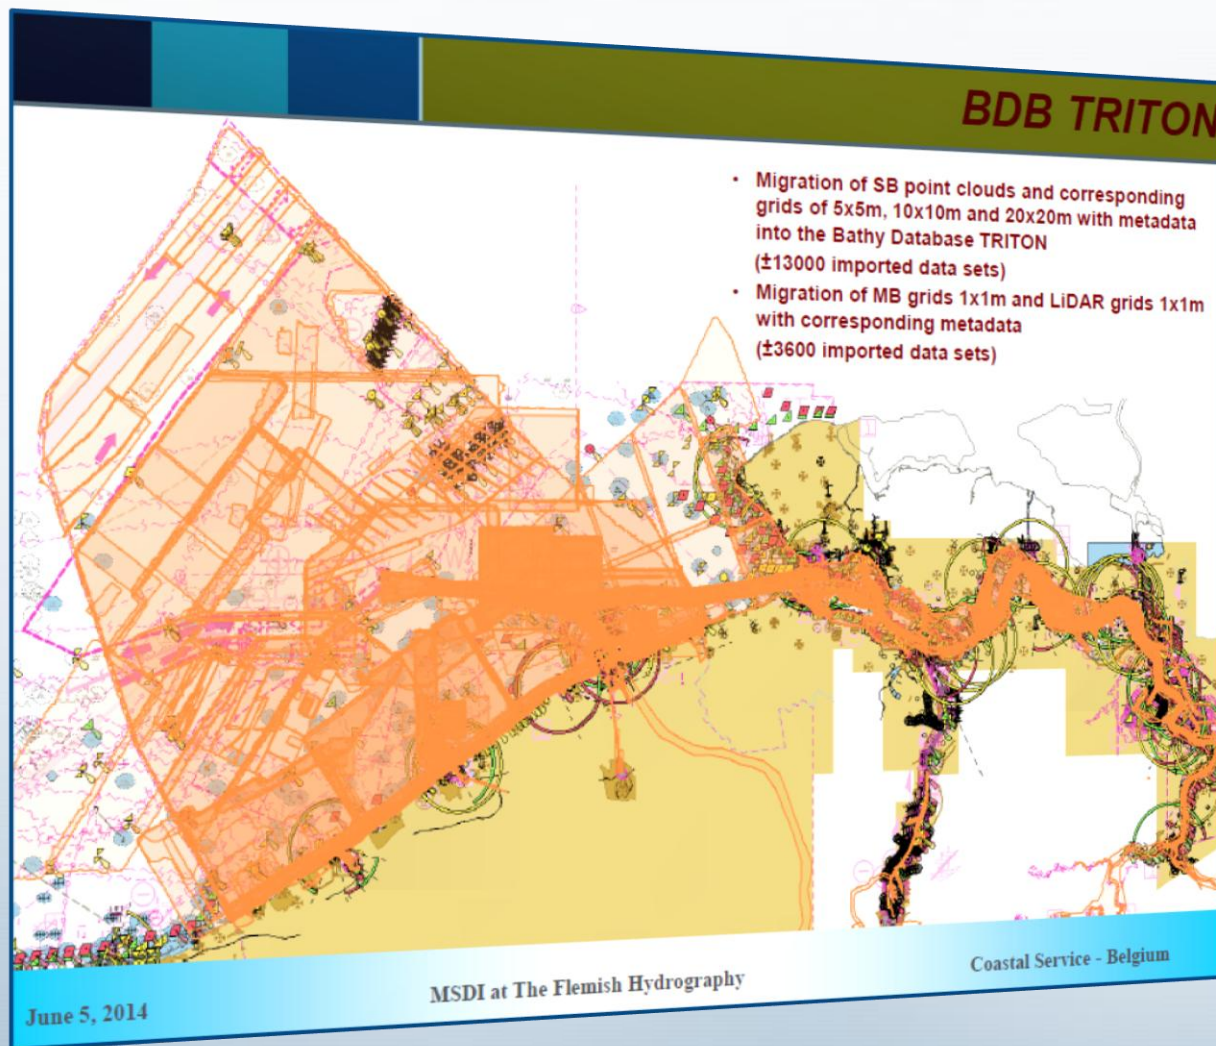 BDB TRITON
• Migration of SB point clouds and corresponding
grids of 5x5m, 10x10m and 20x20m with metadata
into the Bathy Database TRITON
(±13000 imported data sets)
• Migration of MB grids 1x1m and LiDAR grids 1x1m
with corresponding metadata
(±3600 imported data sets)
June 5, 2014
MSDI at The Flemish Hydrography
Coastal Service - Belgium